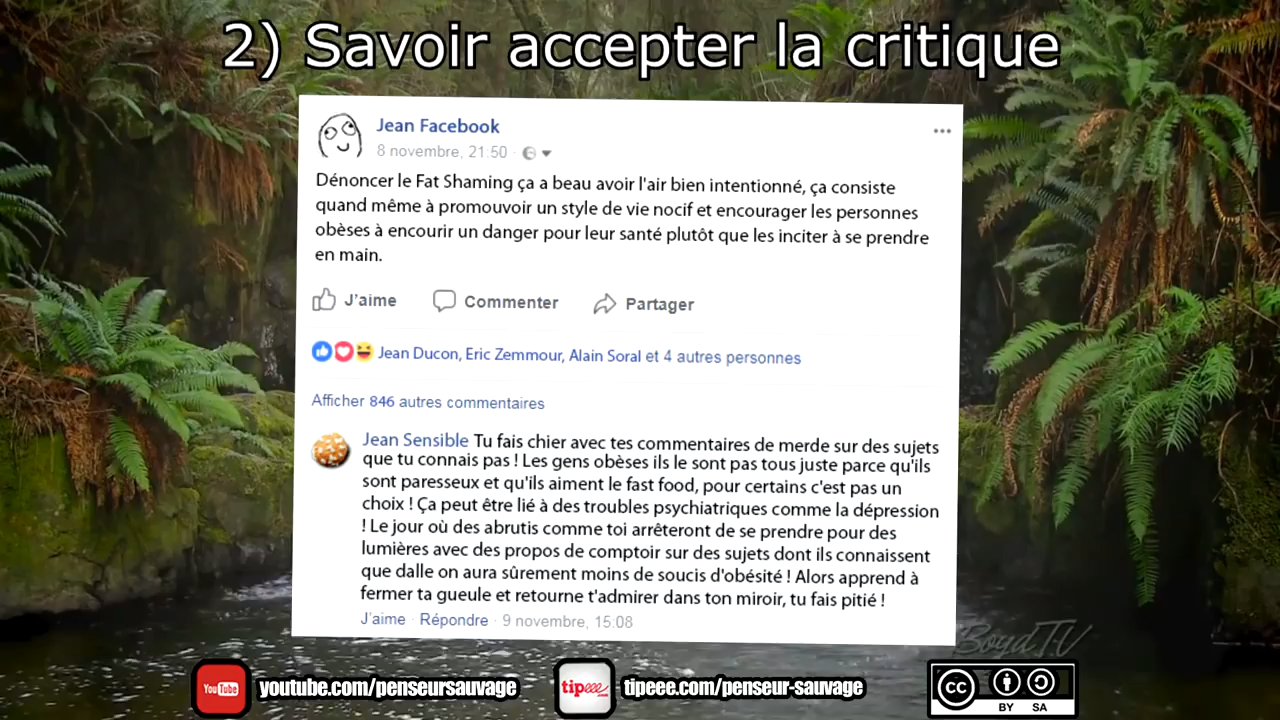 2) Savoir accepter la critique
Jean Facebook
8 novembre, 21:50
Dénoncer le Fat Shaming ça a beau avoir l'air bien intentionné, ça consiste
quand même à promouvoir un style de vie nocif et encourager les personnes
obèses à encourir un danger pour leur santé plutôt que les inciter à se prendre
en main.
J'aime Commenter Partager
Jean Ducon, Eric Zemmour, Alain Soral et 4 autres personnes
Afficher 846 autres commentaires
Jean Sensible Tu fais chier avec tes commentaires de merde sur des sujets
que tu connais pas ! Les gens obèses ils le sont pas tous juste parce qu'ils
sont paresseux et qu'ils aiment le fast food, pour certains c'est pas un
choix ! Ça peut être lié à des troubles psychiatriques comme la dépression
! Le jour où des abrutis comme toi arrêteront de se prendre pour des
lumières avec des propos de comptoir sur des sujets dont ils connaissent
que dalle on aura sûrement moins de soucis d'obésité ! Alors apprend à
fermer ta gueule et retourne t'admirer dans ton miroir, tu fais pitié !
J'aime · Répondre · 9 novembre, 15:08
BoydTV
YouTube youtube.com/penseursauvage
tipeee.com tipeee.com/penseur-sauvage
cc BY SA